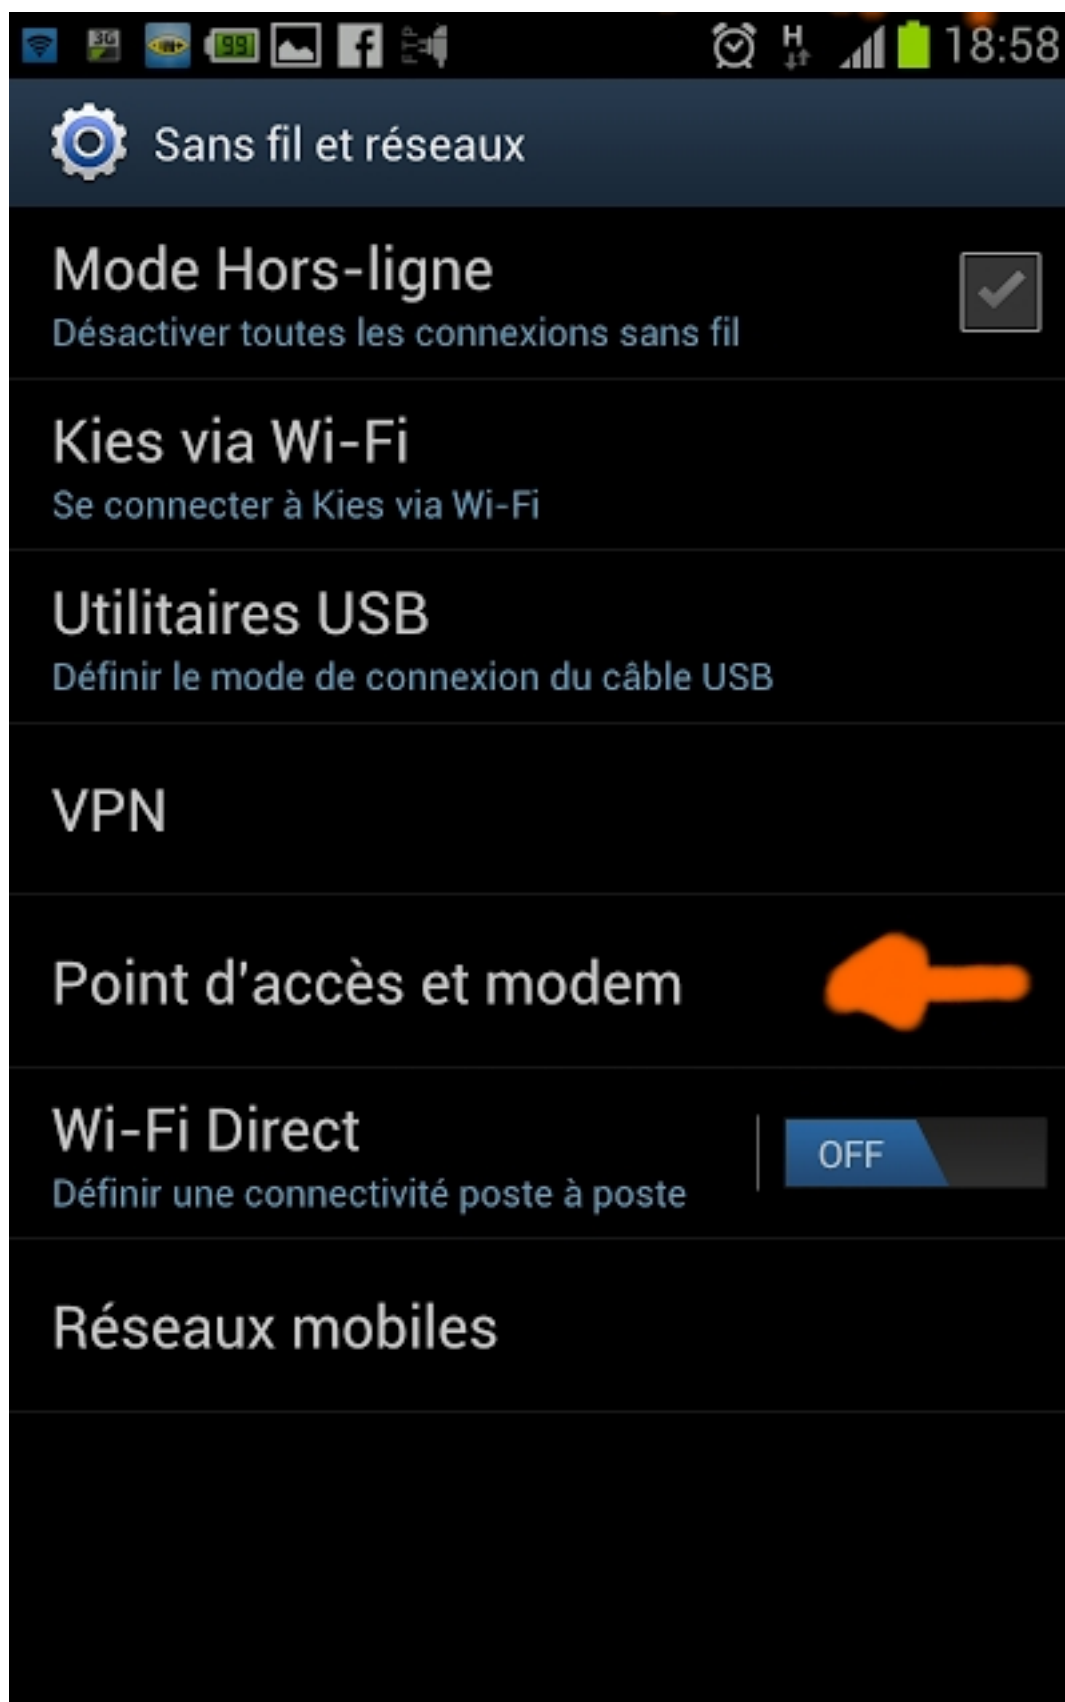 3G
99
H
18:58
Sans fil et réseaux
Mode Hors-ligne
Désactiver toutes les connexions sans fil
Kies via Wi-Fi
Se connecter à Kies via Wi-Fi
Utilitaires USB
Définir le mode de connexion du câble USB
VPN
Point d'accès et modem
Wi-Fi Direct
OFF
Définir une connectivité poste à poste
Réseaux mobiles